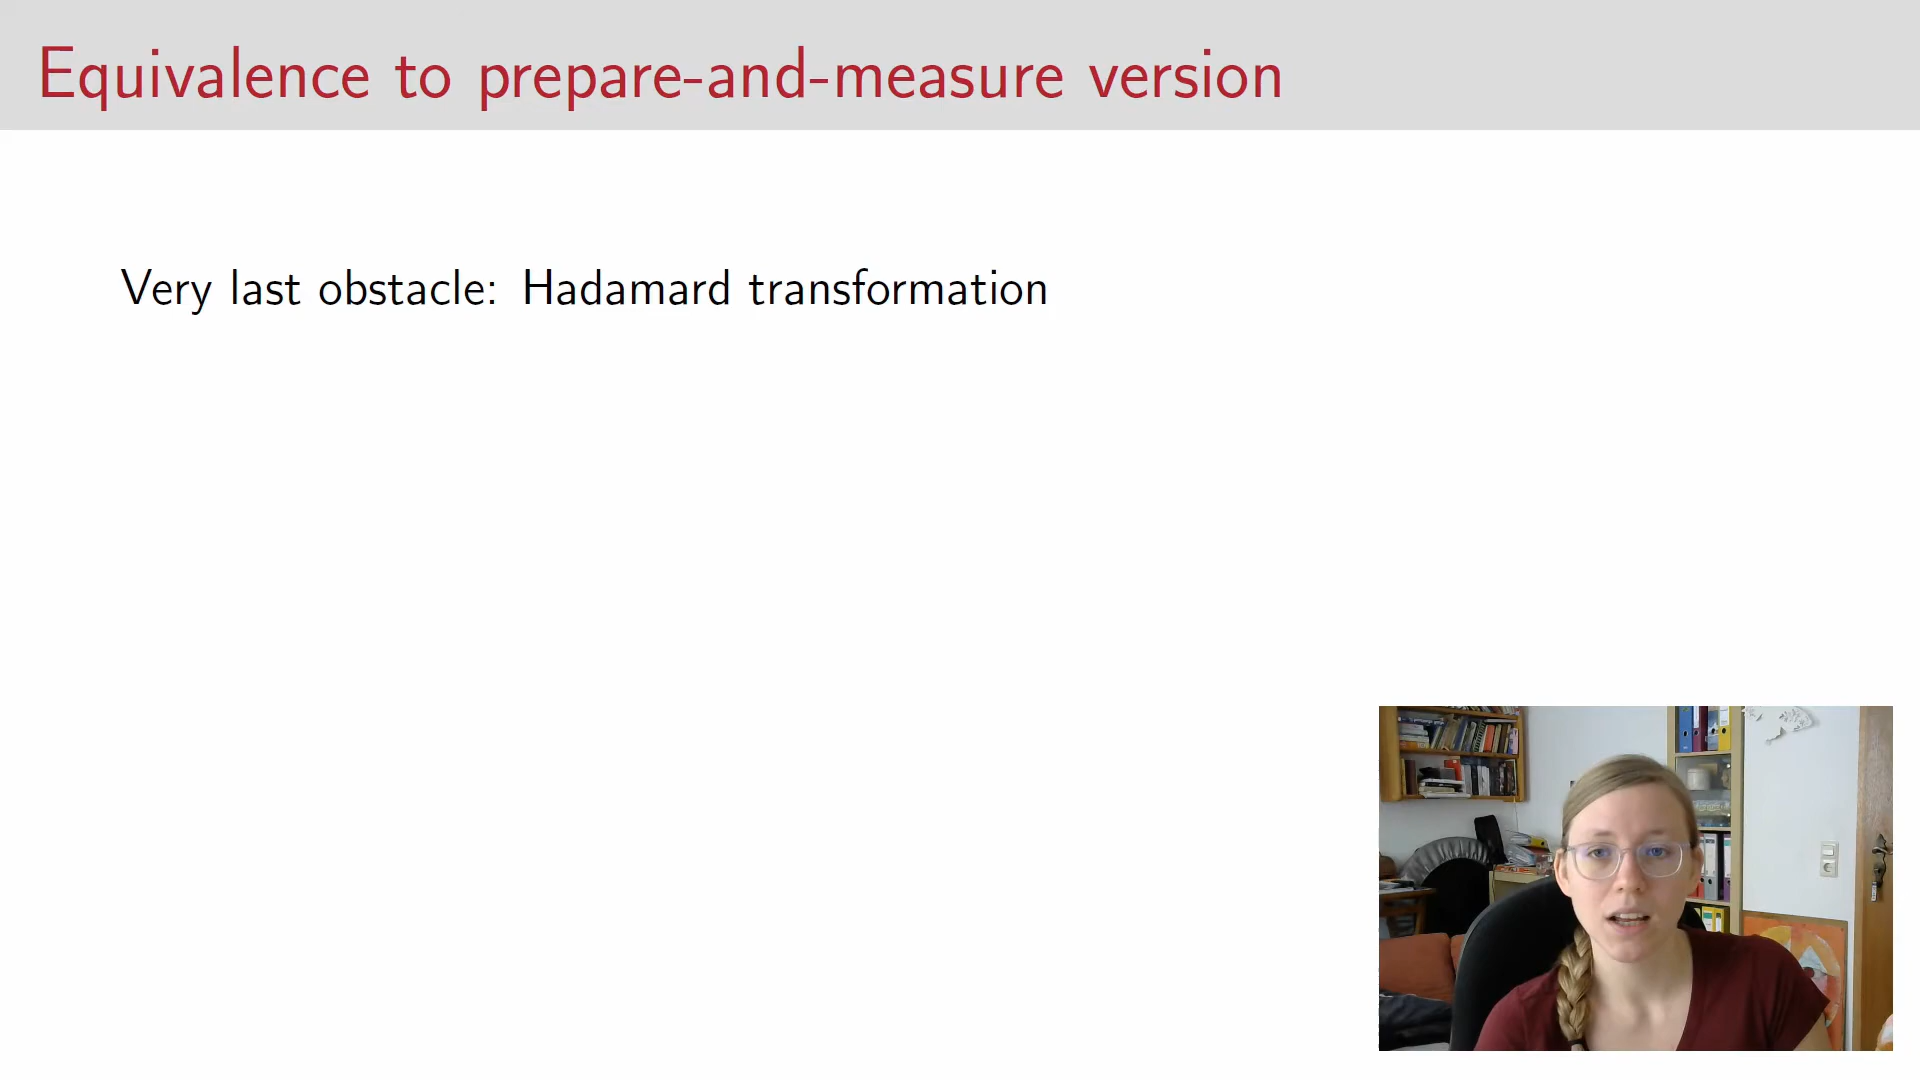 Equivalence to prepare-and-measure version
Very last obstacle: Hadamard transformation